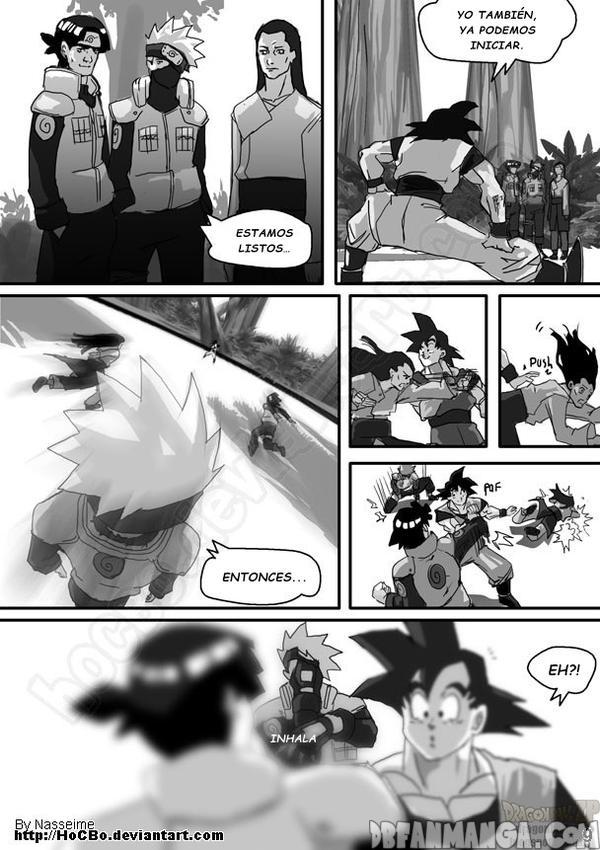 YO TAMBIÉN,
YA PODEMOS
INICIAR.
ESTAMOS
LISTOS...
PUSH
ENTONCES...
POF
EH?!
INHALA
By Nasseime
http://HoCBo.deviantart.com
DBFANMANGA.COM